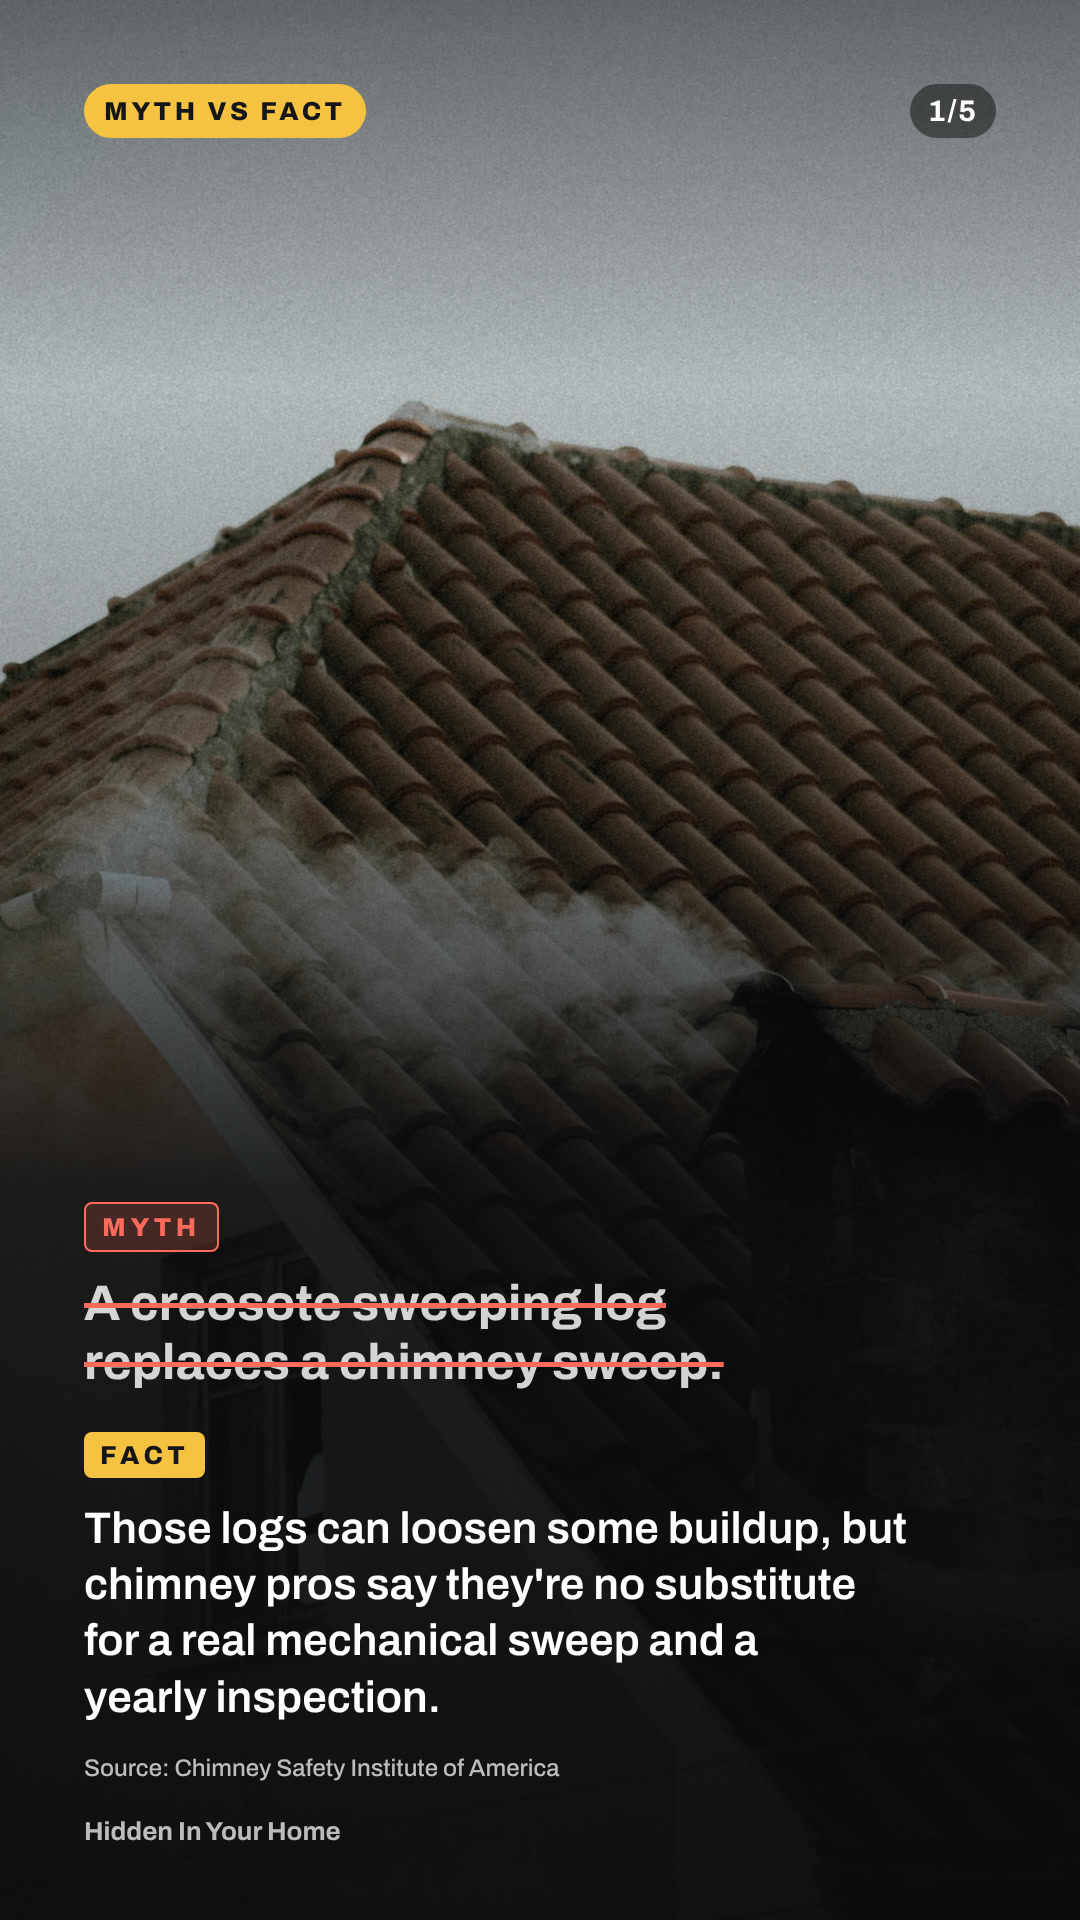 MYTH VS FACT
1/5
MYTH
A creosote sweeping log
replaces a chimney sweep.
FACT
Those logs can loosen some buildup, but
chimney pros say they're no substitute
for a real mechanical sweep and a
yearly inspection.
Source: Chimney Safety Institute of America
Hidden In Your Home